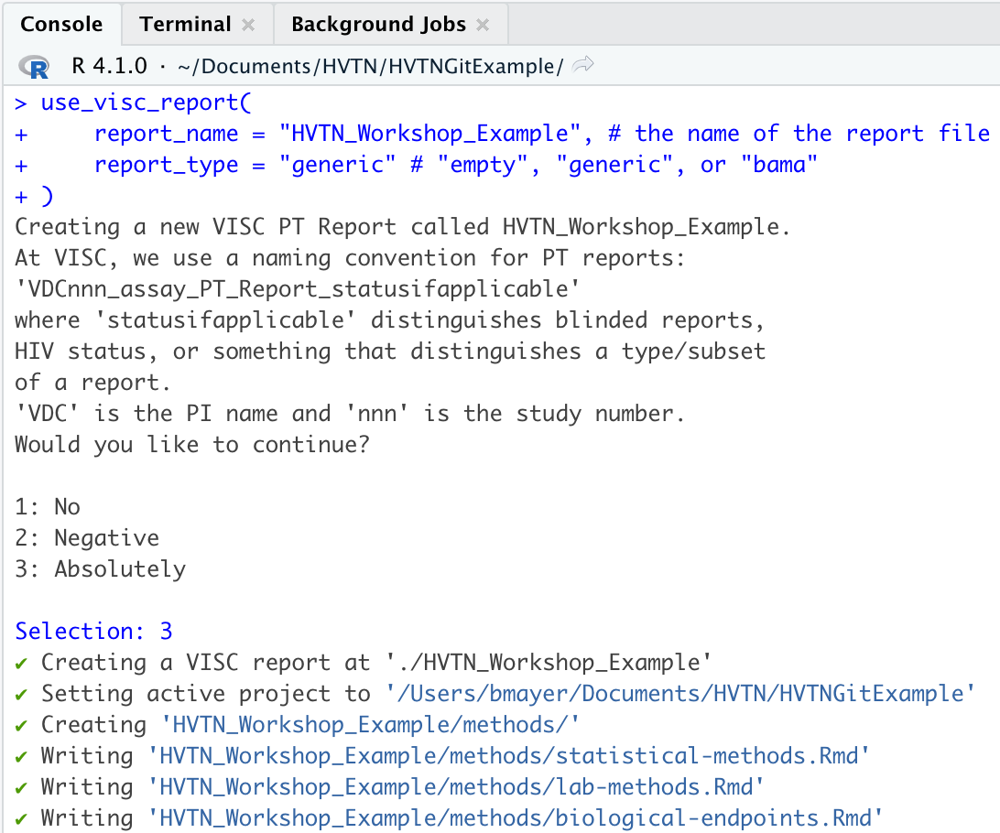 Console Terminal × Background Jobs ×
R R 4.1.0 · ~/Documents/HVTN/HVTNGitExample/
> use_visc_report(
+     report_name = "HVTN_Workshop_Example", # the name of the report file
+     report_type = "generic" # "empty", "generic", or "bama"
+ )
Creating a new VISC PT Report called HVTN_Workshop_Example.
At VISC, we use a naming convention for PT reports:
'VDCnnn_assay_PT_Report_statusifapplicable'
where 'statusifapplicable' distinguishes blinded reports,
HIV status, or something that distinguishes a type/subset
of a report.
'VDC' is the PI name and 'nnn' is the study number.
Would you like to continue?
1: No
2: Negative
3: Absolutely
Selection: 3
✔ Creating a VISC report at './HVTN_Workshop_Example'
✔ Setting active project to '/Users/bmayer/Documents/HVTN/HVTNGitExample'
✔ Creating 'HVTN_Workshop_Example/methods/'
✔ Writing 'HVTN_Workshop_Example/methods/statistical-methods.Rmd'
✔ Writing 'HVTN_Workshop_Example/methods/lab-methods.Rmd'
✔ Writing 'HVTN_Workshop_Example/methods/biological-endpoints.Rmd'